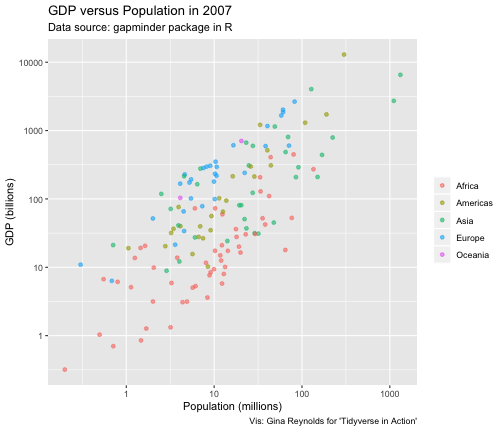 GDP versus Population in 2007
Data source: gapminder package in R
10000
1000
100
10
1
GDP (billions)
1 10 100 1000
Population (millions)
Africa
Americas
Asia
Europe
Oceania
Vis: Gina Reynolds for 'Tidyverse in Action'